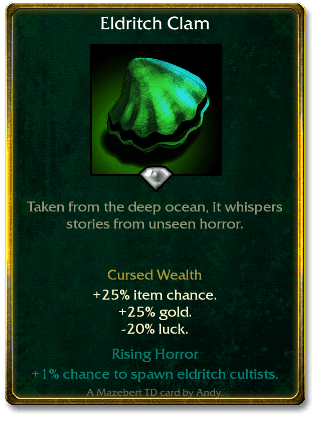 Eldritch Clam
Taken from the deep ocean, it whispers
stories from unseen horror.
Cursed Wealth
+25% item chance.
+25% gold.
-20% luck.
Rising Horror
+1% chance to spawn eldritch cultists.
A Mazebert TD card by Andy.